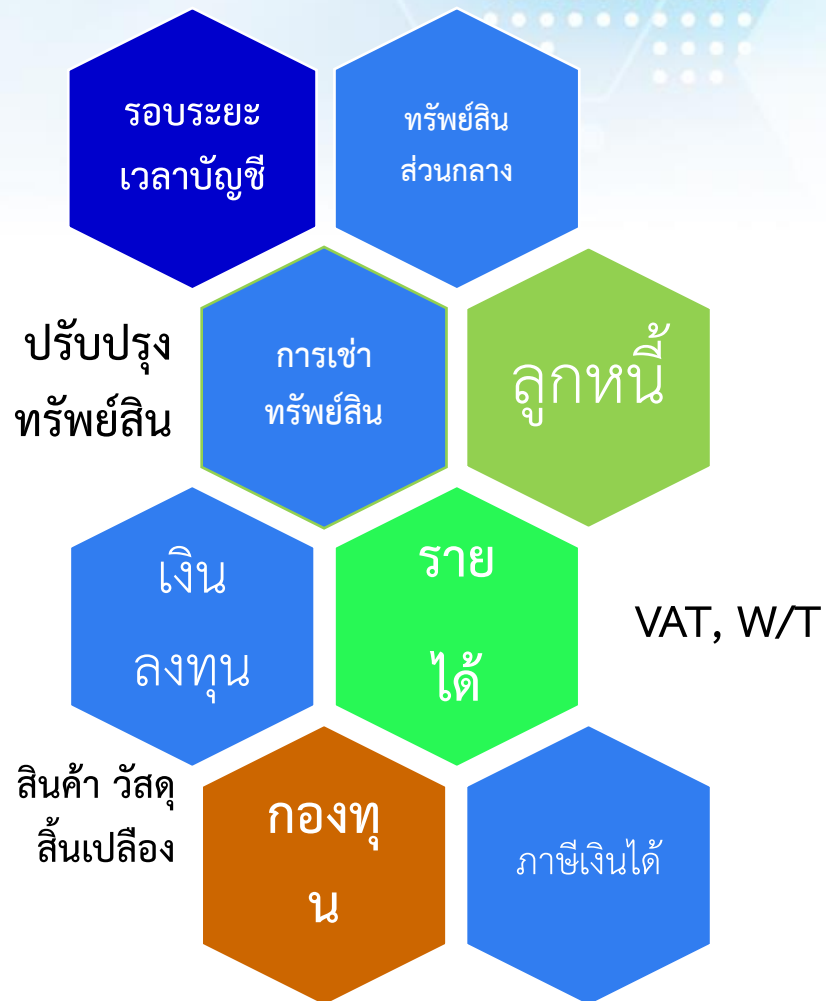 รอบระยะ
เวลาบัญชี
ทรัพย์สิน
ส่วนกลาง
ปรับปรุง
ทรัพย์สิน
การเช่า
ทรัพย์สิน
ลูกหนี้
เงิน
ลงทุน
ราย
ได้
VAT, W/T
สินค้า วัสดุ
สิ้นเปลือง
กองทุ
น
ภาษีเงินได้